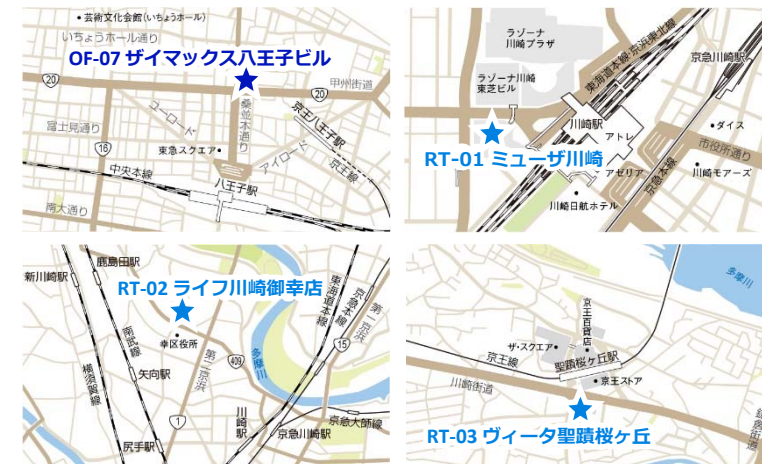 芸術文化会館(いちょうホール)
いちょうホール通り
OF-07 ザイマックス八王子ビル
20
甲州街道
20
桑並木通り
ユーロード
京王八王子駅
富士見通り
16
東急スクエア
アイロード
京王線
中央本線
八王子駅
南大通り
ラゾーナ
川崎プラザ
東海道本線・京浜東北線
京急川崎駅
ラゾーナ川崎
東芝ビル
川崎駅
アトレ
ダイス
RT-01 ミューザ川崎
市役所通り
アゼリア
京急本線
川崎モアーズ
川崎日航ホテル
鹿島田駅
新川崎駅
RT-02 ライフ川崎御幸店
東海道本線
京急本線
第一京浜
南武線
幸区役所
15
第二京浜
409
多摩川
横須賀線
矢向駅
1
川崎駅
京急大師線
尻手駅
京急川崎駅
多摩川
京王百貨店
ザ・スクエア
京王線
聖蹟桜ヶ丘駅
川崎街道
京王ストア
RT-03 ヴィータ聖蹟桜ヶ丘
鎌倉街道